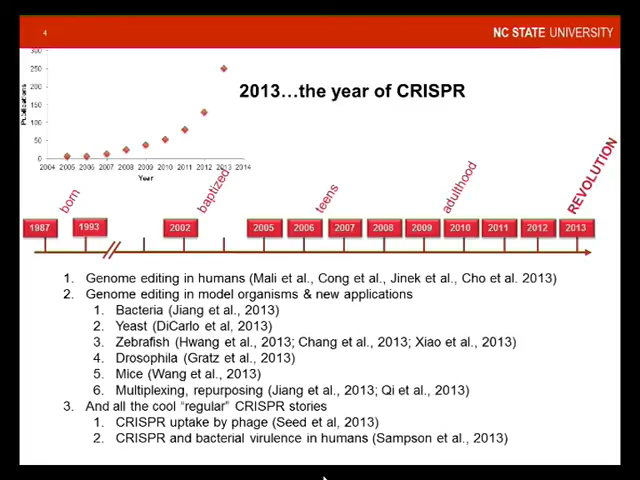 4
NC STATE UNIVERSITY
2013…the year of CRISPR
Publications
300
250
200
150
100
50
0
2004 2005 2006 2007 2008 2009 2010 2011 2012 2013 2014
Year
born
baptized
teens
adulthood
REVOLUTION
1987 1993 2002 2005 2006 2007 2008 2009 2010 2011 2012 2013
1. Genome editing in humans (Mali et al., Cong et al., Jinek et al., Cho et al. 2013)
2. Genome editing in model organisms & new applications
1. Bacteria (Jiang et al., 2013)
2. Yeast (DiCarlo et al, 2013)
3. Zebrafish (Hwang et al., 2013; Chang et al., 2013; Xiao et al., 2013)
4. Drosophila (Gratz et al., 2013)
5. Mice (Wang et al., 2013)
6. Multiplexing, repurposing (Jiang et al., 2013; Qi et al., 2013)
3. And all the cool “regular” CRISPR stories
1. CRISPR uptake by phage (Seed et al, 2013)
2. CRISPR and bacterial virulence in humans (Sampson et al., 2013)